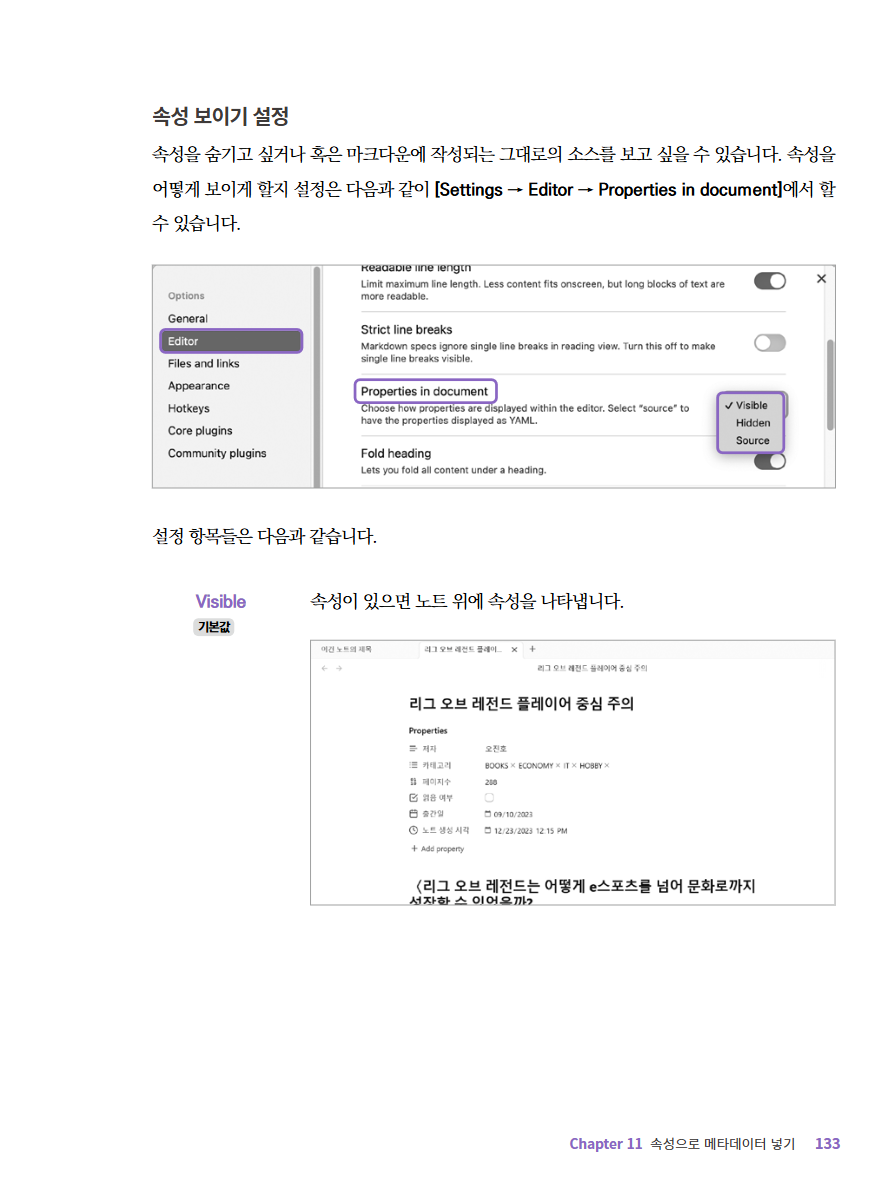 속성 보이기 설정
속성을 숨기고 싶거나 혹은 마크다운에 작성되는 그대로의 소스를 보고 싶을 수 있습니다. 속성을
어떻게 보이게 할지 설정은 다음과 같이 [Settings → Editor → Properties in document]에서 할
수 있습니다.
Options
General
Editor
Files and links
Appearance
Hotkeys
Core plugins
Community plugins
Readable line length
Limit maximum line length. Less content fits onscreen, but long blocks of text are
more readable.
Strict line breaks
Markdown specs ignore single line breaks in reading view. Turn this off to make
single line breaks visible.
Properties in document
Choose how properties are displayed within the editor. Select "source" to
have the properties displayed as YAML.
✓ Visible
Hidden
Source
Fold heading
Lets you fold all content under a heading.
설정 항목들은 다음과 같습니다.
Visible
기본값
속성이 있으면 노트 위에 속성을 나타냅니다.
이건 노트의 제목
리그 오브 레전드 플레이... ×
+
← →
리그 오브 레전드 플레이어 중심 주의
리그 오브 레전드 플레이어 중심 주의
Properties
저자 오진호
카테고리 BOOKS × ECONOMY × IT × HOBBY ×
페이지수 288
읽음 여부
출간일 09/10/2023
노트 생성 시각 12/23/2023 12:15 PM
+ Add property
〈리그 오브 레전드는 어떻게 e스포츠를 넘어 문화로까지
성장할 수 있었을까?
Chapter 11 속성으로 메타데이터 넣기 133